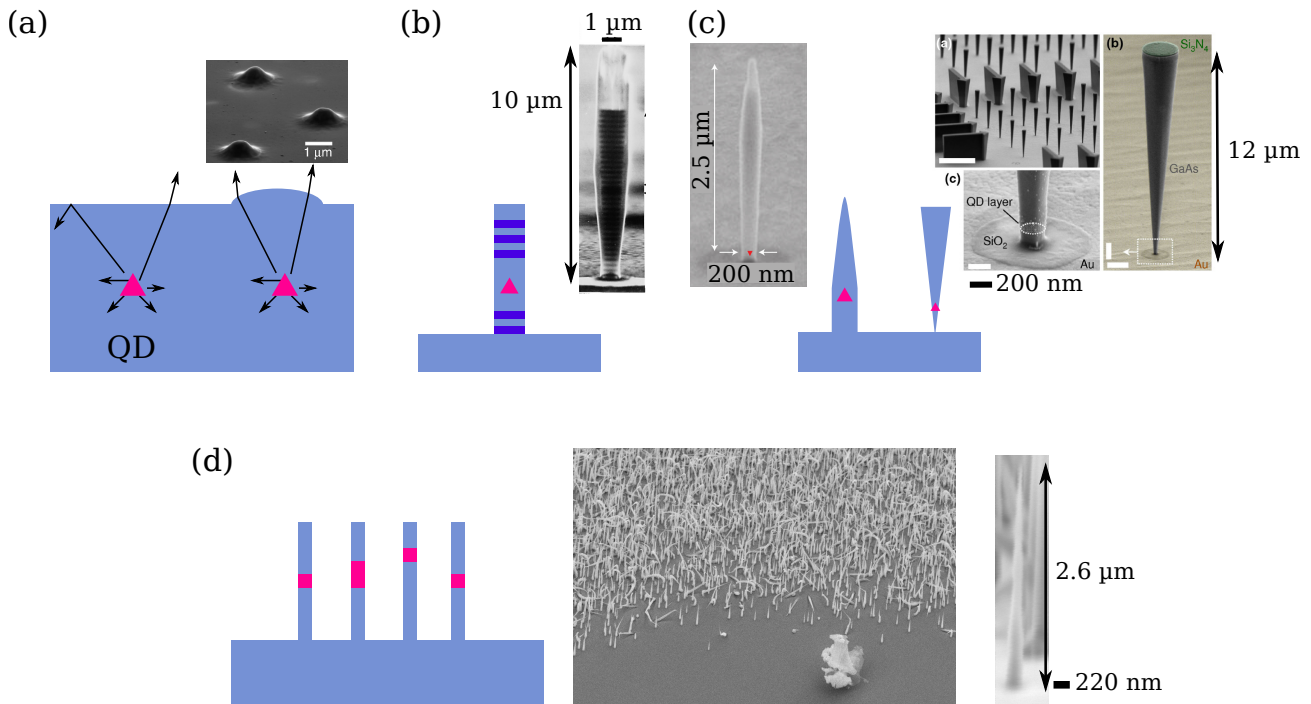 (a)
1 μm
QD
(b)
1 μm
10 μm
(c)
2.5 μm
200 nm
(a)
(b)
Si₃N₄
GaAs
Au
12 μm
(c)
QD layer
SiO₂
Au
200 nm
(d)
2.6 μm
220 nm